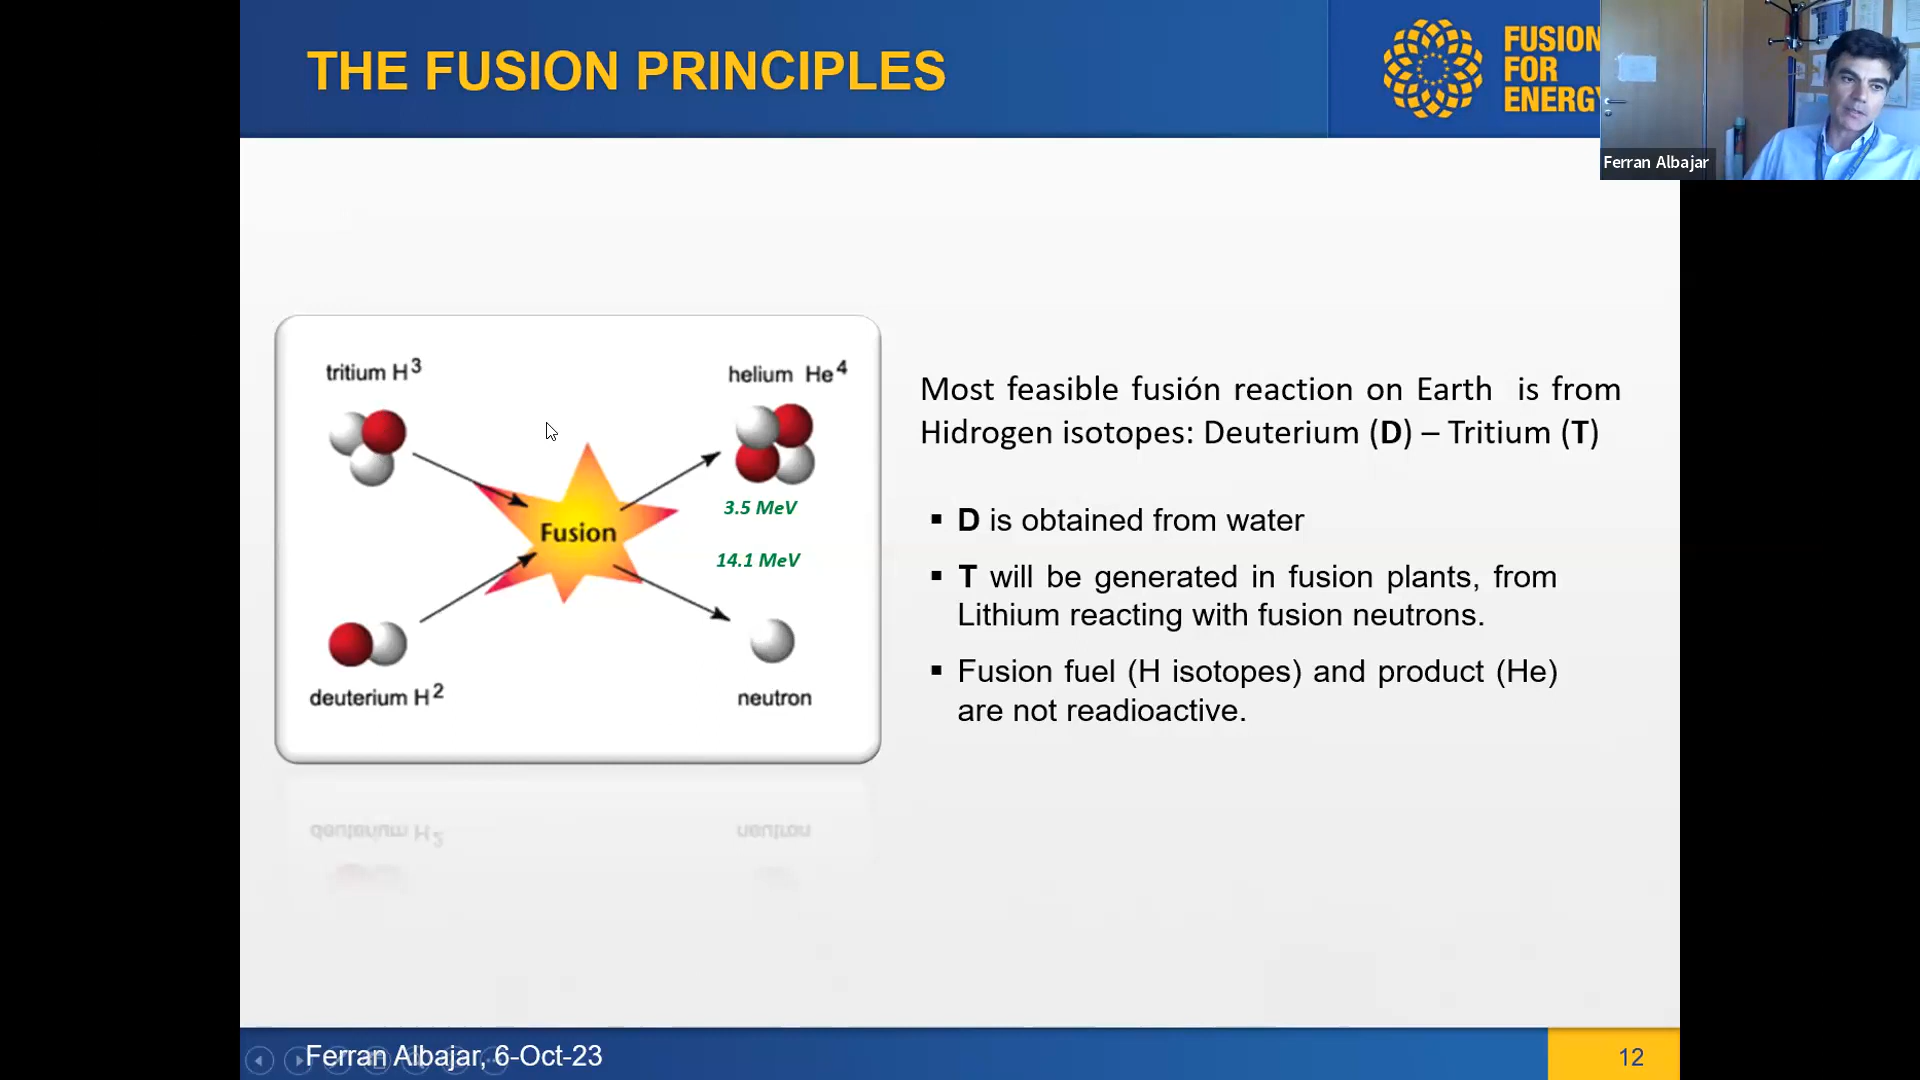 THE FUSION PRINCIPLES
FUSION
FOR
ENERGY
Ferran Albajar
tritium H3
helium He4
Fusion
3.5 MeV
14.1 MeV
deuterium H2
neutron
Most feasible fusión reaction on Earth is from
Hidrogen isotopes: Deuterium (D) – Tritium (T)
▪ D is obtained from water
▪ T will be generated in fusion plants, from
Lithium reacting with fusion neutrons.
▪ Fusion fuel (H isotopes) and product (He)
are not readioactive.
deuterium H2
neutron
Ferran Albajar, 6-Oct-23
12